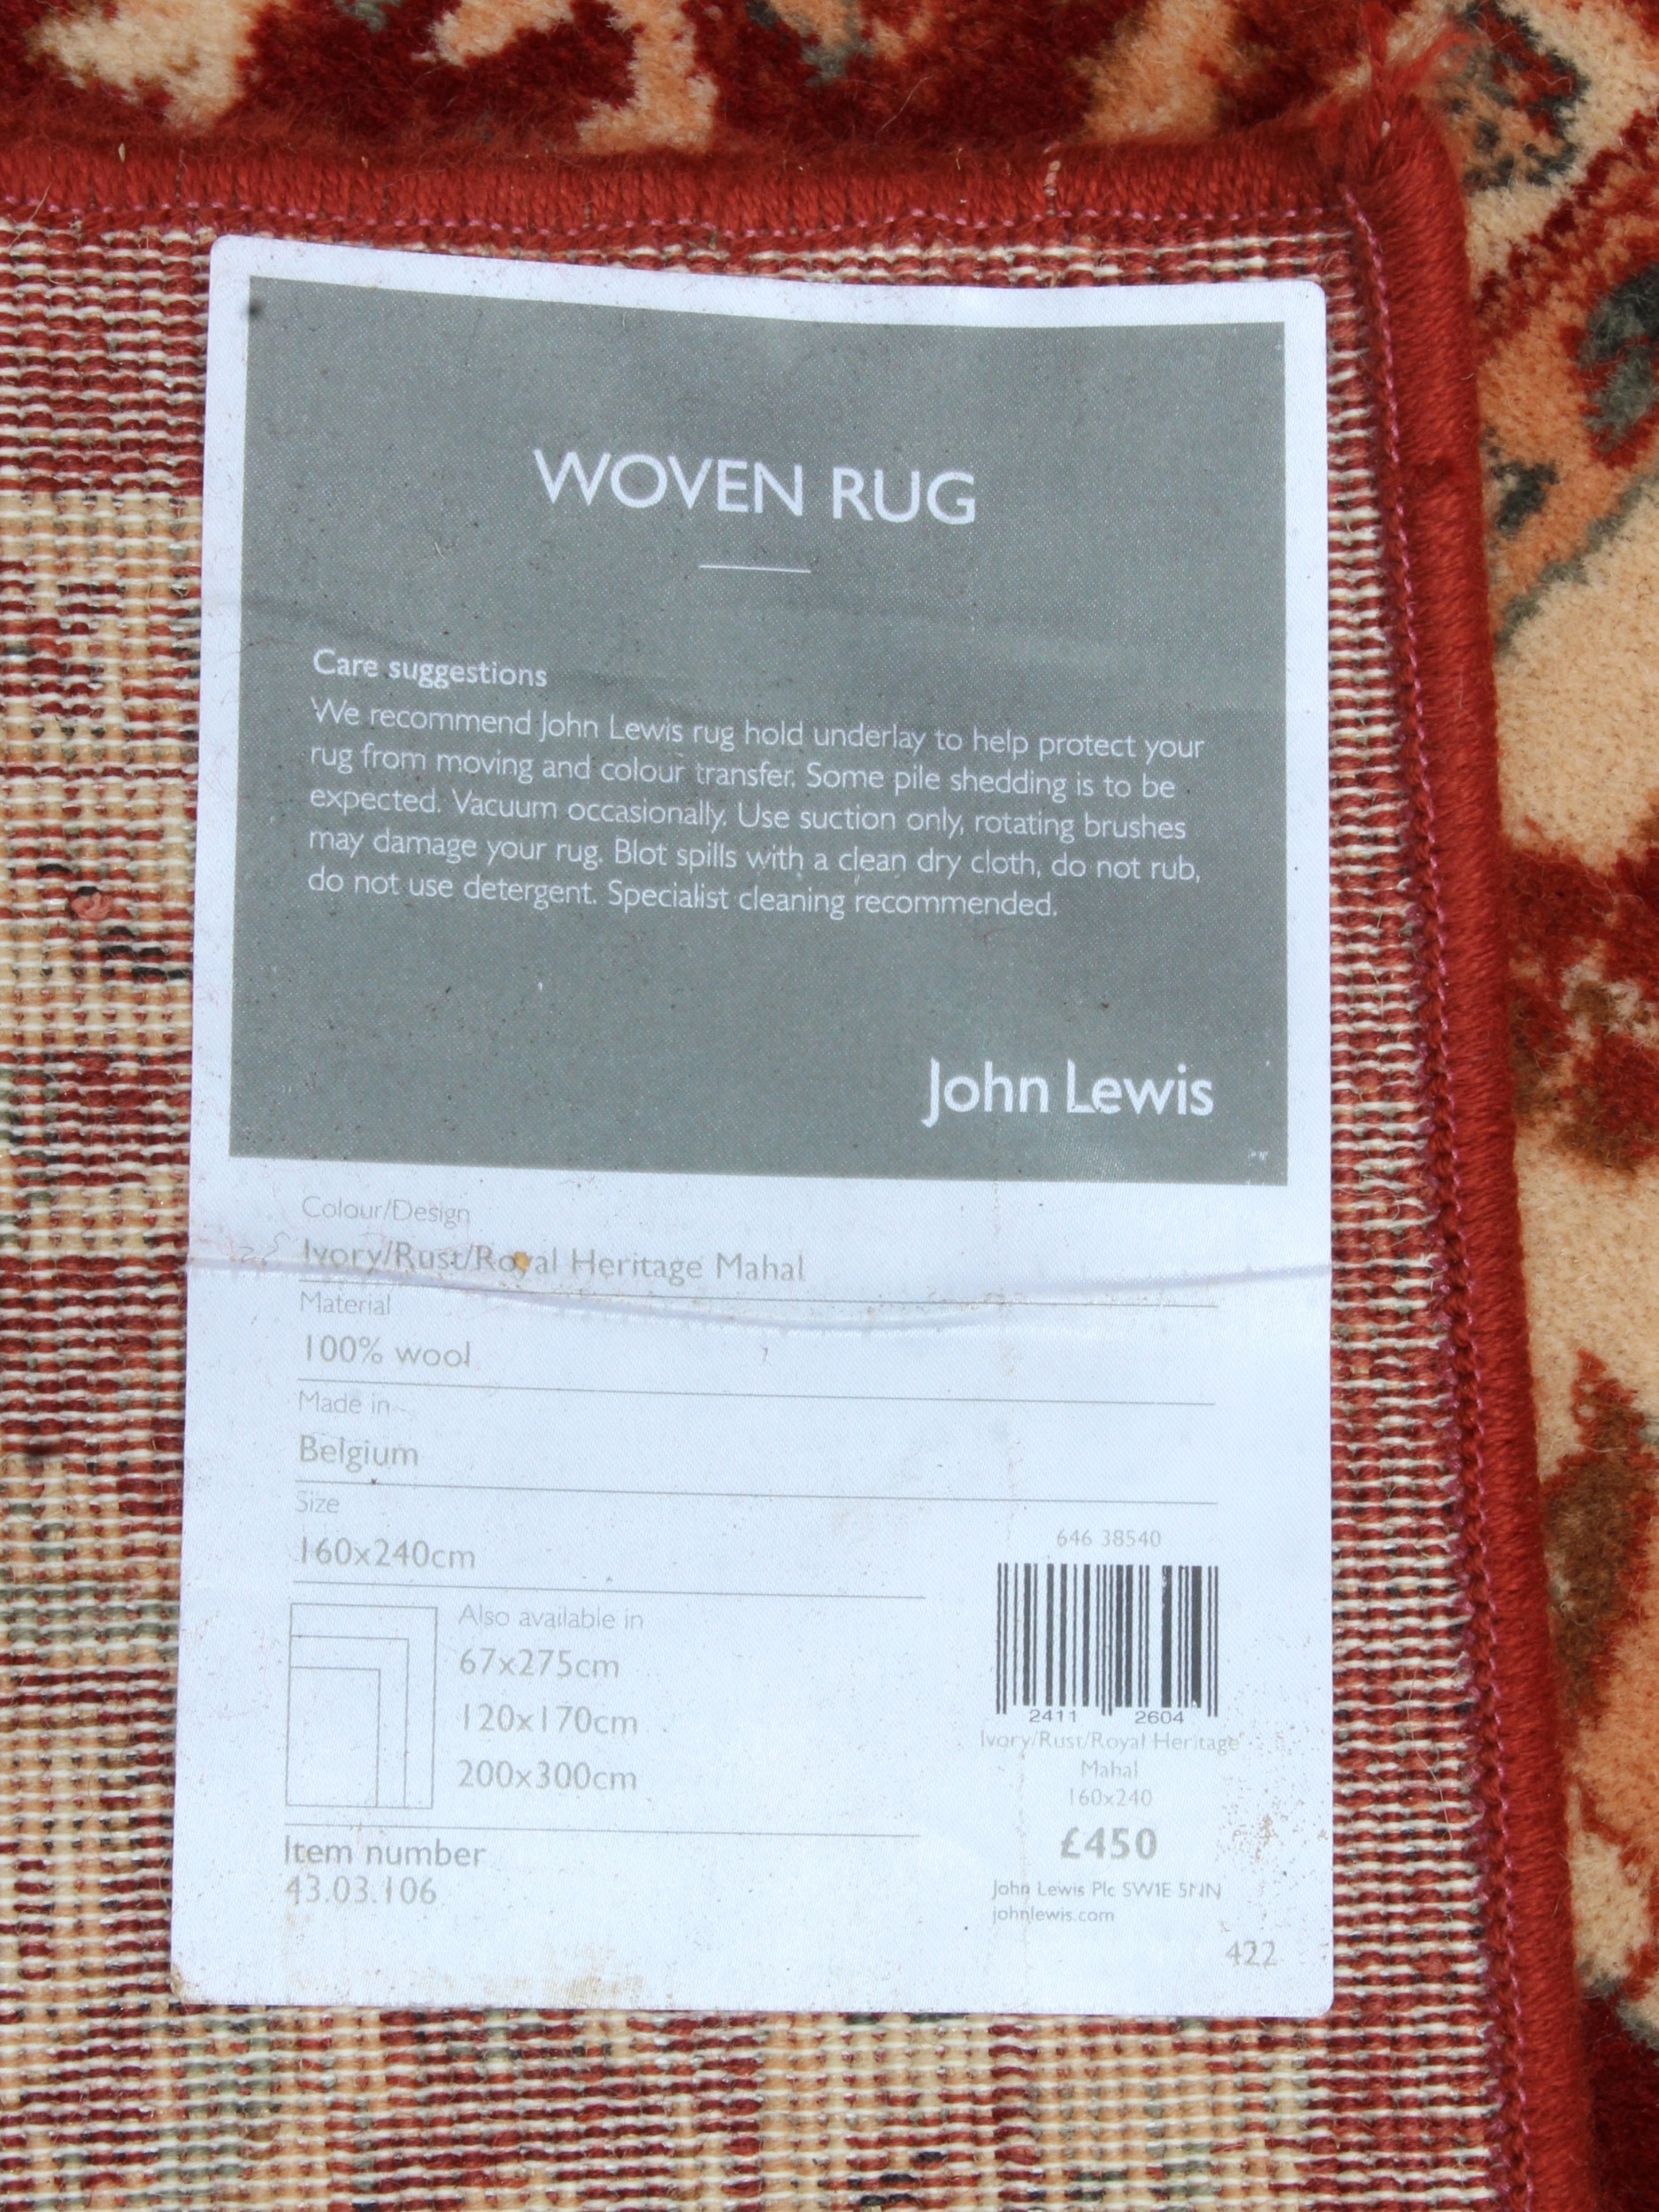 WOVEN RUG
Care suggestions
We recommend John Lewis rug hold underlay to help protect your
rug from moving and colour transfer. Some pile shedding is to be
expected. Vacuum occasionally. Use suction only, rotating brushes
may damage your rug. Blot spills with a clean dry cloth, do not rub,
do not use detergent. Specialist cleaning recommended.
John Lewis
Colour/Design
Ivory/Rust/Royal Heritage Mahal
Material
100% wool
Made in
Belgium
Size
160x240cm
Also available in
67x275cm
120x170cm
200x300cm
Item number
43.03.106
646 38540
2411 2604
Ivory/Rust/Royal Heritage
Mahal
160x240
£450
John Lewis Plc SW1E 5NN
johnlewis.com
422